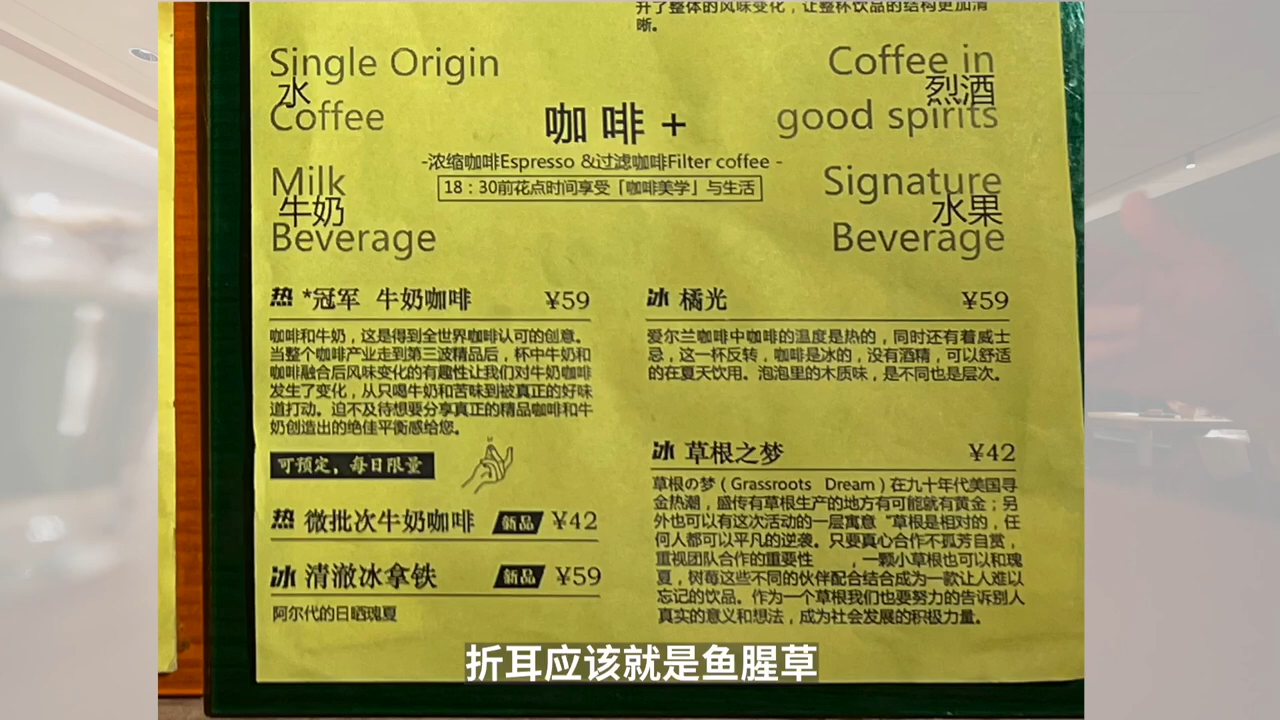 升了整体的风味变化，让整杯饮品的结构更加清
晰。
Single Origin
水
Coffee
Milk
牛奶
Beverage
咖啡+
-浓缩咖啡Espresso &过滤咖啡Filter coffee -
18：30前花点时间享受「咖啡美学」与生活
Coffee in
烈酒
good spirits
Signature
水果
Beverage
热 *冠军 牛奶咖啡 ¥59
咖啡和牛奶，这是得到全世界咖啡认可的创意。
当整个咖啡产业走到第三波精品后，杯中牛奶和
咖啡融合后风味变化的有趣性让我们对牛奶咖啡
发生了变化，从只喝牛奶和苦味到被真正的好味
道打动。迫不及待想要分享真正的精品咖啡和牛
奶创造出的绝佳平衡感给您。
可预定，每日限量
热 微批次牛奶咖啡 新品 ¥42
冰 清澈冰拿铁 新品 ¥59
阿尔代的日晒瑰夏
冰 橘光 ¥59
爱尔兰咖啡中咖啡的温度是热的，同时还有着威士
忌，这一杯反转，咖啡是冰的，没有酒精，可以舒适
的在夏天饮用。泡泡里的木质味，是不同也是层次。
冰 草根之梦 ¥42
草根の梦（Grassroots Dream）在九十年代美国寻
金热潮，盛传有草根生产的地方有可能就有黄金；另
外也可以有这次活动的一层寓意“草根是相对的，任
何人都可以平凡的逆袭。只要真心合作不孤芳自赏，
重视团队合作的重要性 ，一颗小草根也可以和瑰
夏，树莓这些不同的伙伴配合结合成为一款让人难以
忘记的饮品。作为一个草根我们也要努力的告诉别人
真实的意义和想法，成为社会发展的积极力量。
折耳应该就是鱼腥草